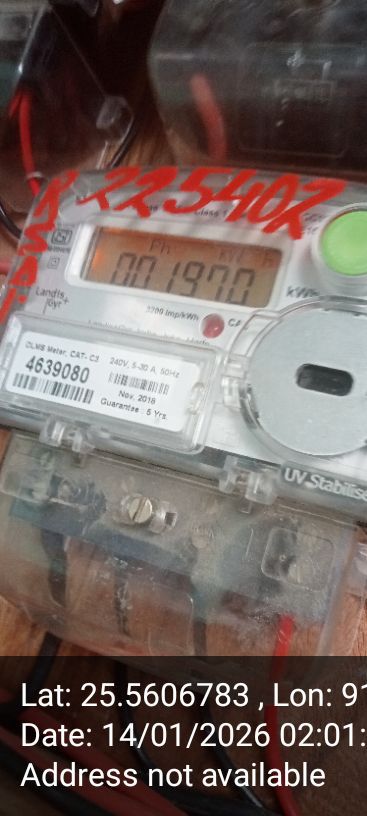 225402
Ph
001970
kWh
Landis
Gyr+
3200 imp/kWh
DLMS Meter, CAT- C3 240V, 5-30 A, 50Hz
4639080
Nov, 2018
Guarantee : 5 Yrs.
UV Stabilise
Lat: 25.5606783 , Lon: 91
Date: 14/01/2026 02:01:
Address not available